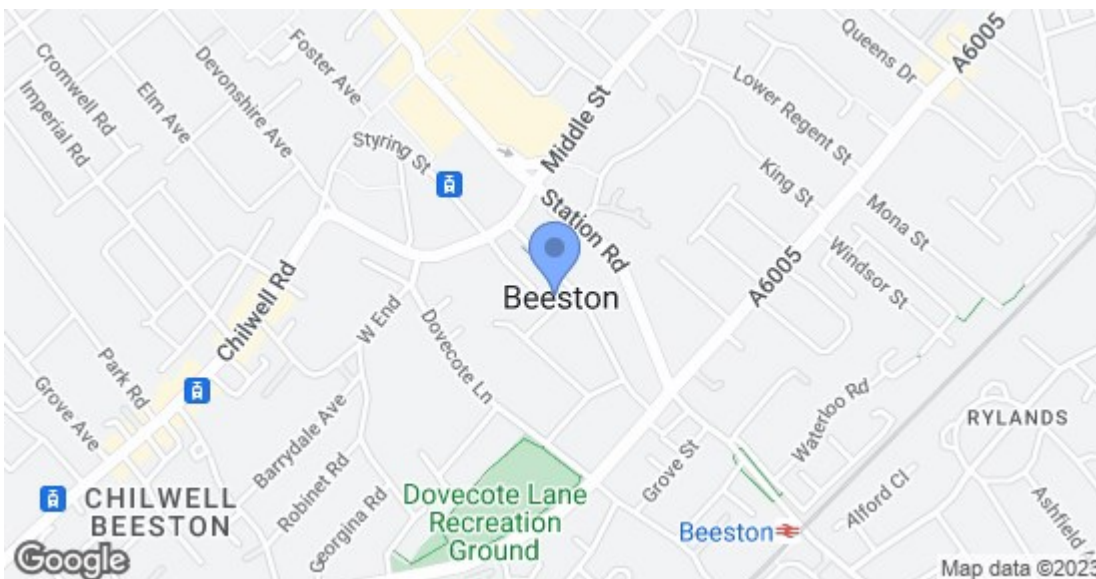 Cromwell Rd
Imperial Rd
Elm Ave
Devonshire Ave
Foster Ave
Styring St
Middle St
Station Rd
Queens Dr
A6005
Lower Regent St
King St
Mona St
Windsor St
A6005
Beeston
Chilwell Rd
W End
Dovecote Ln
Park Rd
Grove Ave
Barrydale Ave
Robinet Rd
Georgina Rd
CHILWELL
BEESTON
Dovecote Lane
Recreation
Ground
Grove St
Waterloo Rd
RYLANDS
Alford Cl
Ashfield
Beeston
Google
Map data ©2023